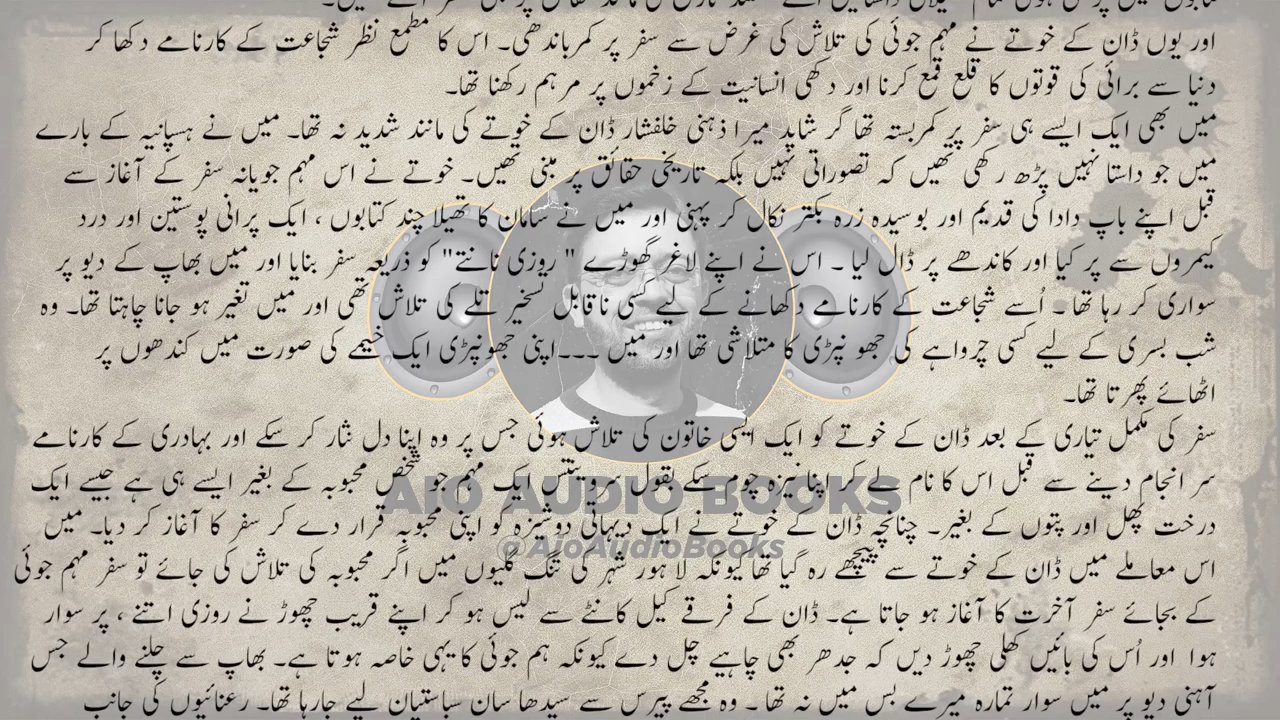 اور یوں ڈان کے خوتے نے مہم جوئی کی تلاش کی غرض سے سفر پر کمرباندھی۔ اس کا مطمع نظر شجاعت کے کارنامے دکھا کر
دنیا سے برائی کی قوتوں کا قلع قمع کرنا اور دکھی انسانیت کے زخموں پر مرہم رکھنا تھا۔
میں بھی ایک ایسے ہی سفر پر کمربستہ تھا گر شاید میرا ذہنی خلفشار ڈان کے خوتے کی مانند شدید نہ تھا۔ میں نے ہسپانیہ کے بارے
میں جو داستا نہیں پڑھ رکھی تھیں کہ تصوراتی نہیں بلکہ تاریخی حقائق پر مبنی تھیں۔ خوتے نے اس مہم جویانہ سفر کے آغاز سے
قبل اپنے باپ دادا کی قدیم اور بوسیدہ زرہ بکتر نکال کر پہنی اور میں نے سامان کا تھیلا چند کتابوں ، ایک پرانی پوستین اور درد
کیمروں سے پر کیا اور کاندھے پر ڈال لیا ۔ اس نے اپنے لاغر گھوڑے " روزی نانتے" کو ذریعہ سفر بنایا اور میں بھاپ کے دیو پر
سواری کر رہا تھا۔ اُسے شجاعت کے کارنامے دکھانے کے لیے کسی ناقابل تسخیر تلے کی تلاش تھی اور میں تغیر ہو جانا چاہتا تھا۔ وہ
شب بسری کے لیے کسی چرواہے کی جھو نپڑی کا متلاشی تھا اور میں ۔۔۔اپنی جھونپڑی ایک خیمے کی صورت میں کندھوں پر
اٹھائے پھرتا تھا۔
سفر کی مکمل تیاری کے بعد ڈان کے خوتے کو ایک ایسی خاتون کی تلاش ہوئی جس پر وہ اپنا دل نثار کر سکے اور بہادری کے کارنامے
سر انجام دینے سے قبل اس کا نام لے کر اپنا نیزہ چوم سکے بقول سرویتس ایک مہم جو شخص محبوبہ کے بغیر ایسے ہی ہے جیسے ایک
AIO AUDIO BOOKS
درخت پھل اور پتوں کے بغیر۔ چنانچہ ڈان کے خوتے نے ایک دیہاتی دوشیزہ کو اپنی محبوبہ قرار دے کر سفر کا آغاز کر دیا۔ میں
@AioAudioBooks
اس معاملے میں ڈان کے خوتے سے پیچھے رہ گیا تھا کیونکہ لاہور شہر کی تنگ گلیوں میں اگر محبوبہ کی تلاش کی جائے تو سفر مہم جوئی
کے بجائے سفر آخرت کا آغاز ہو جاتا ہے۔ ڈان کے فرقے کیل کانٹے سے لیس ہو کر اپنے قریب چھوڑ نے روزی اتنے ، پر سوار
ہوا اور اُس کی بائیں کھلی چھوڑ دیں کہ جدھر بھی چاہیے چل دے کیونکہ ہم جوئی کا یہی خاصہ ہوتا ہے۔ بھاپ سے چلنے والے جس
آہنی دیو پر میں سوار تمارہ میرے بس میں نہ تھا ۔ وہ مجھے پیرس سے سیدھا سان سباستیان لیے جارہا تھا۔ رعنائیوں کی جانب